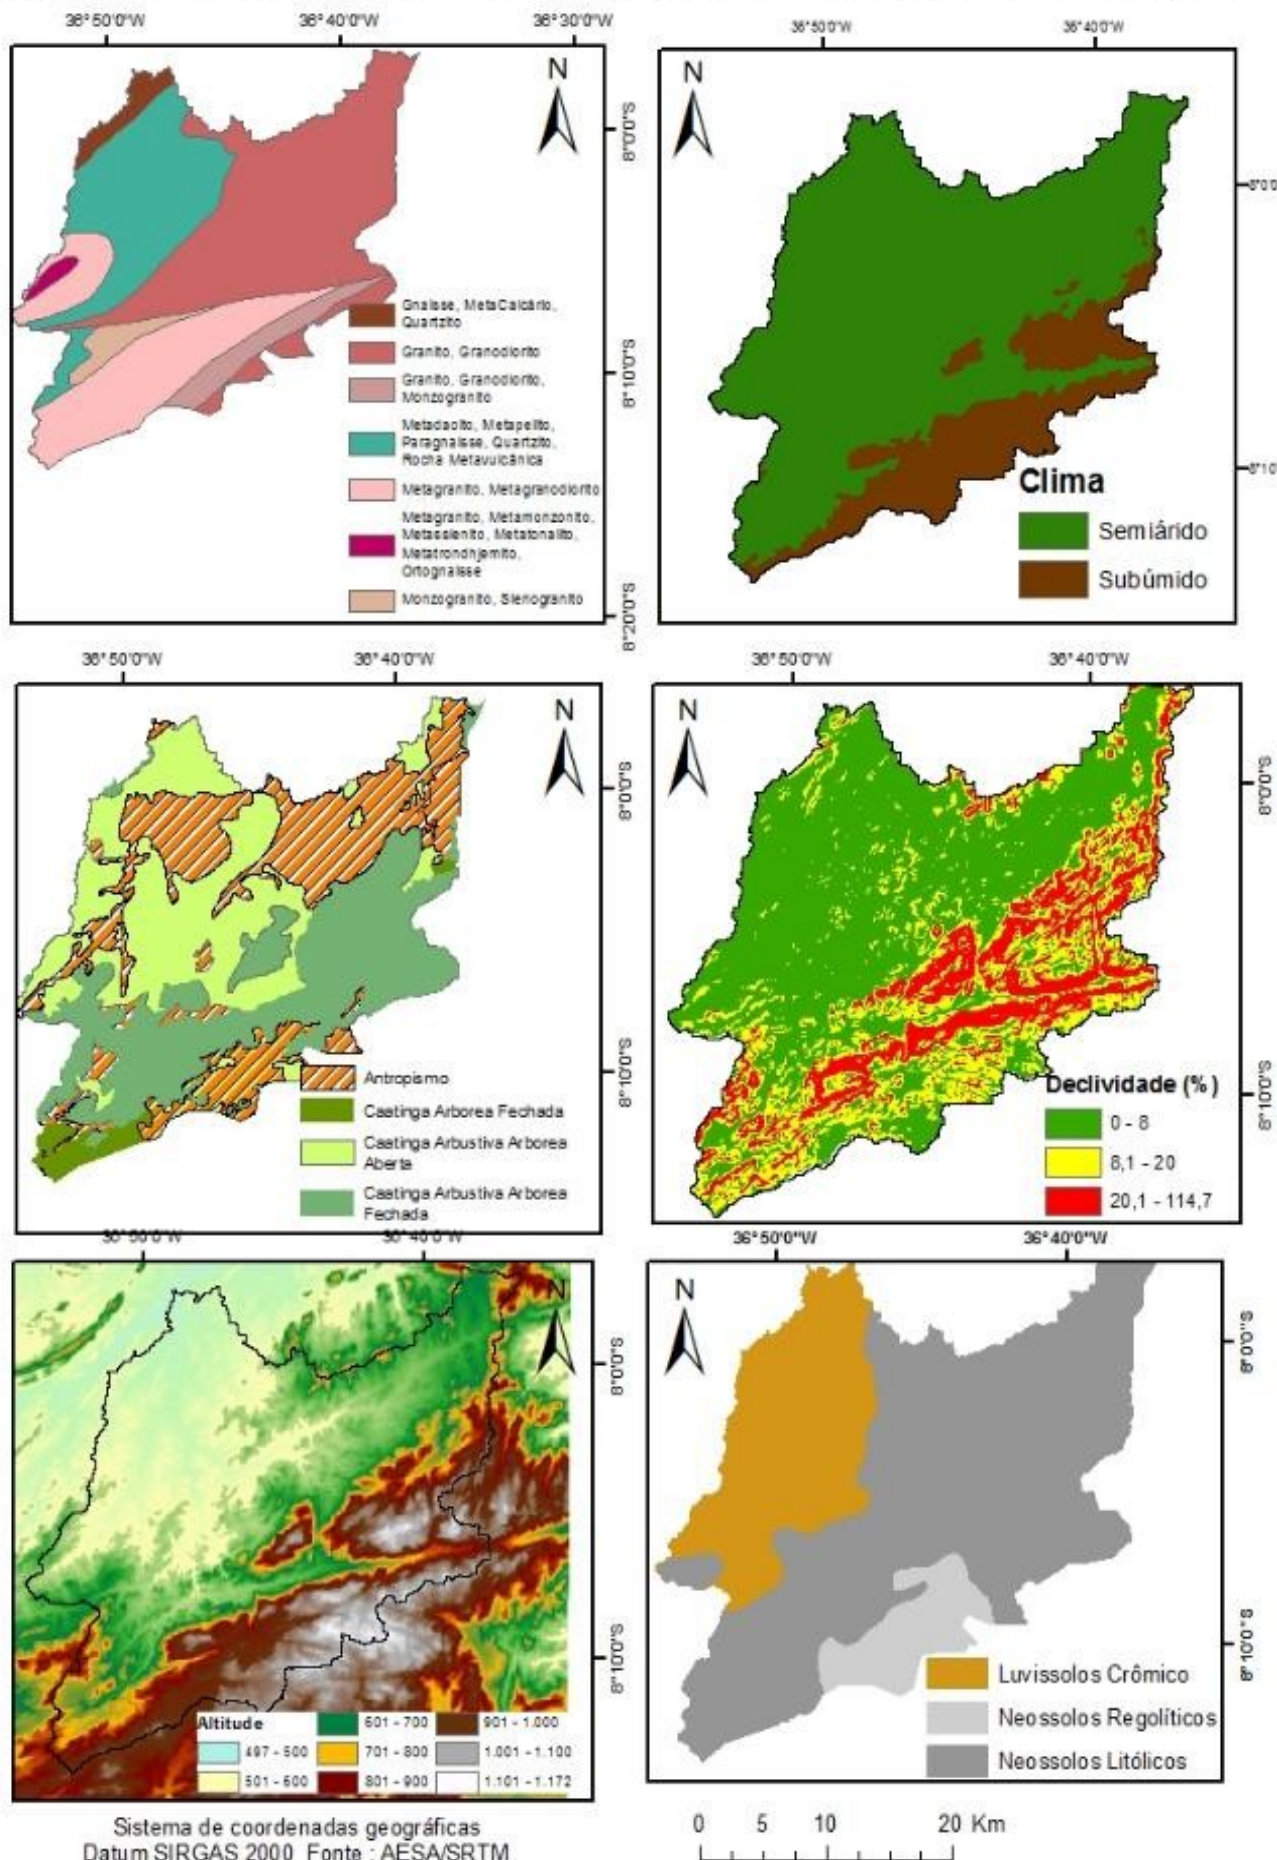 36°50'0"W 36°40'0"W 36°30'0"W
N
8°0'0"S
8°10'0"S
8°20'0"S
Gnaisse, MetaCalcário,
Quartzito
Granito, Granodiorito
Granito, Granodiorito,
Monzogranito
Metadacito, Metapelito,
Paragnaisse, Quartzito,
Rocha Metavulcânica
Metagranito, Metagranodiorito
Metagranito, Metamonzonito,
Metassienito, Metatonalito,
Metatrondhjemito,
Ortognaisse
Monzogranito, Sienogranito
36°50'0"W 36°40'0"W
N
8°0'0
8°10'
Clima
Semiárido
Subúmido
36°50'0"W 36°40'0"W
N
8°0'0"S
8°10'0"S
Antropismo
Caatinga Arborea Fechada
Caatinga Arbustiva Arborea
Aberta
Caatinga Arbustiva Arborea
Fechada
36°50'0"W 36°40'0"W
N
8°0'0"S
8°10'0"S
Declividade (%)
0 - 8
8,1 - 20
20,1 - 114,7
36°50'0"W 36°40'0"W
N
8°0'0"S
8°10'0"S
Altitude 601 - 700 901 - 1.000
497 - 500 701 - 800 1.001 - 1.100
501 - 600 801 - 900 1.101 - 1.172
36°50'0"W 36°40'0"W
N
8°0'0"S
8°10'0"S
Luvissolos Crômico
Neossolos Regolíticos
Neossolos Litólicos
Sistema de coordenadas geográficas
Datum SIRGAS 2000 Fonte : AESA/SRTM
0 5 10 20 Km